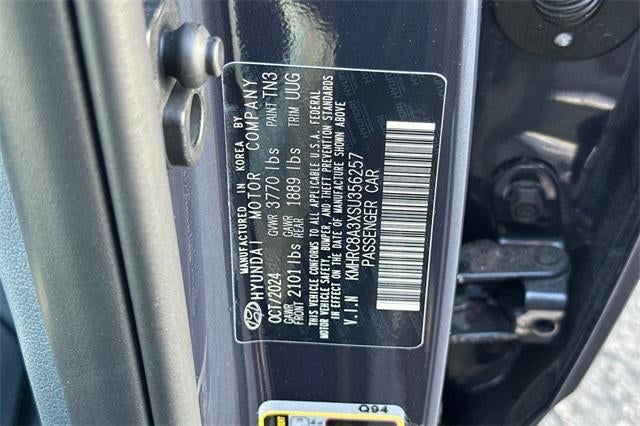 MANUFACTURED IN KOREA BY
HYUNDAI MOTOR COMPANY
OCT/2024 GVWR 3770 lbs PAINT TN3
GAWR FRONT 2101 lbs GAWR REAR 1889 lbs TRIM UUG
THIS VEHICLE CONFORMS TO ALL APPLICABLE U.S.A. FEDERAL
MOTOR VEHICLE SAFETY, BUMPER, AND THEFT PREVENTION STANDARDS
IN EFFECT ON THE DATE OF MANUFACTURE SHOWN ABOVE
V.I.N KMHRC8A3XSU356257
PASSENGER CAR
Q94